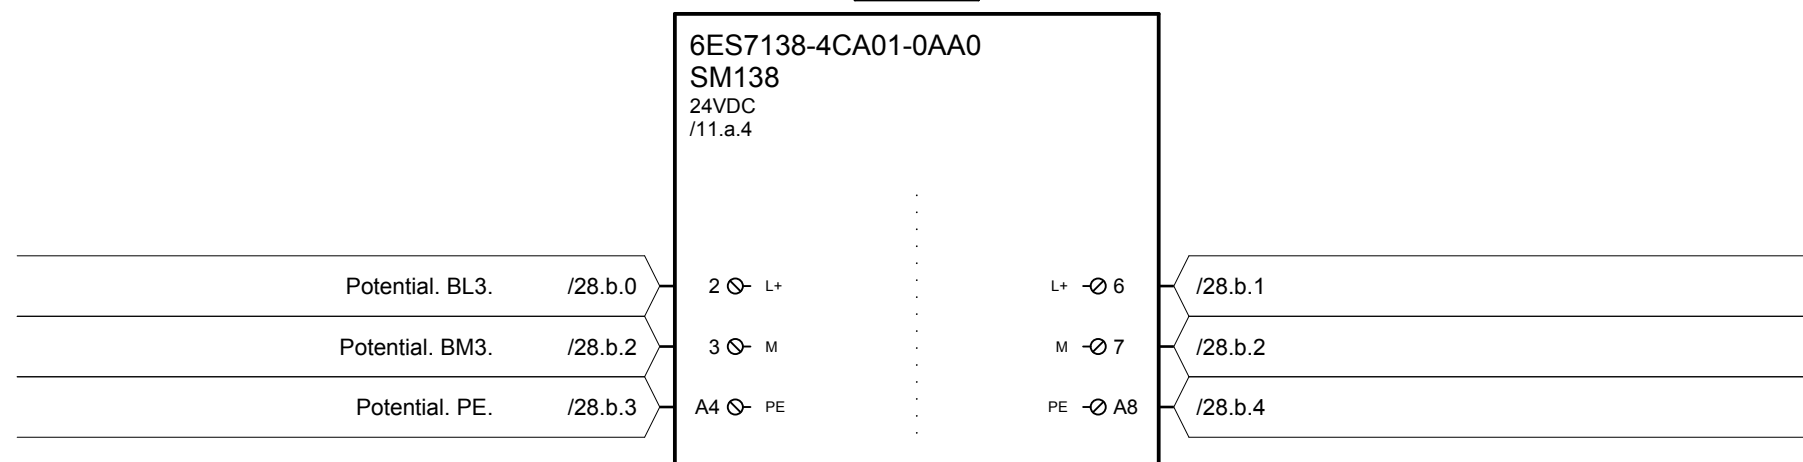 6ES7138-4CA01-0AA0
SM138
24VDC
/11.a.4
Potential. BL3. /28.b.0 2 L+ L+ 6 /28.b.1
Potential. BM3. /28.b.2 3 M M 7 /28.b.2
Potential. PE. /28.b.3 A4 PE PE A8 /28.b.4